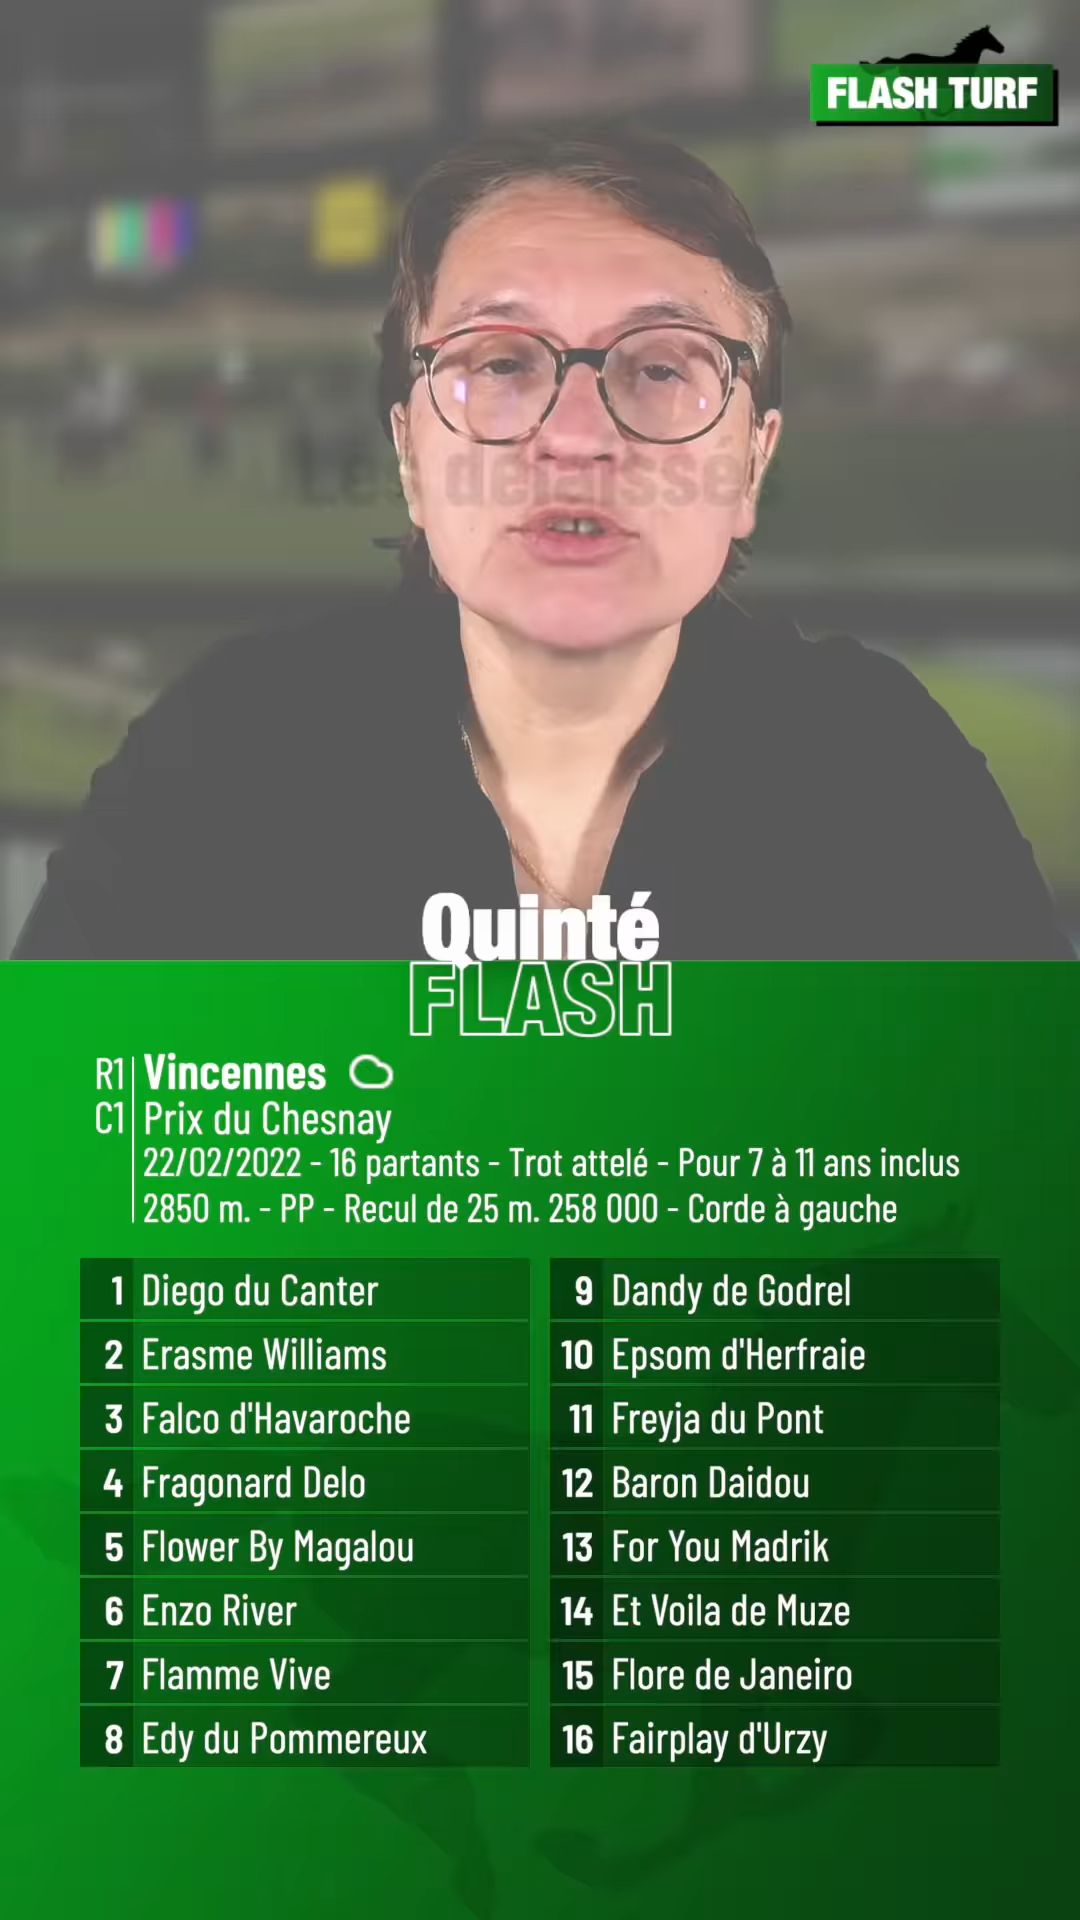 FLASH TURF
Les délaissés
Quinté
FLASH
R1 Vincennes
C1 Prix du Chesnay
22/02/2022 - 16 partants - Trot attelé - Pour 7 à 11 ans inclus
2850 m. - PP - Recul de 25 m. 258 000 - Corde à gauche
1 Diego du Canter
2 Erasme Williams
3 Falco d'Havaroche
4 Fragonard Delo
5 Flower By Magalou
6 Enzo River
7 Flamme Vive
8 Edy du Pommereux
9 Dandy de Godrel
10 Epsom d'Herfraie
11 Freyja du Pont
12 Baron Daidou
13 For You Madrik
14 Et Voila de Muze
15 Flore de Janeiro
16 Fairplay d'Urzy